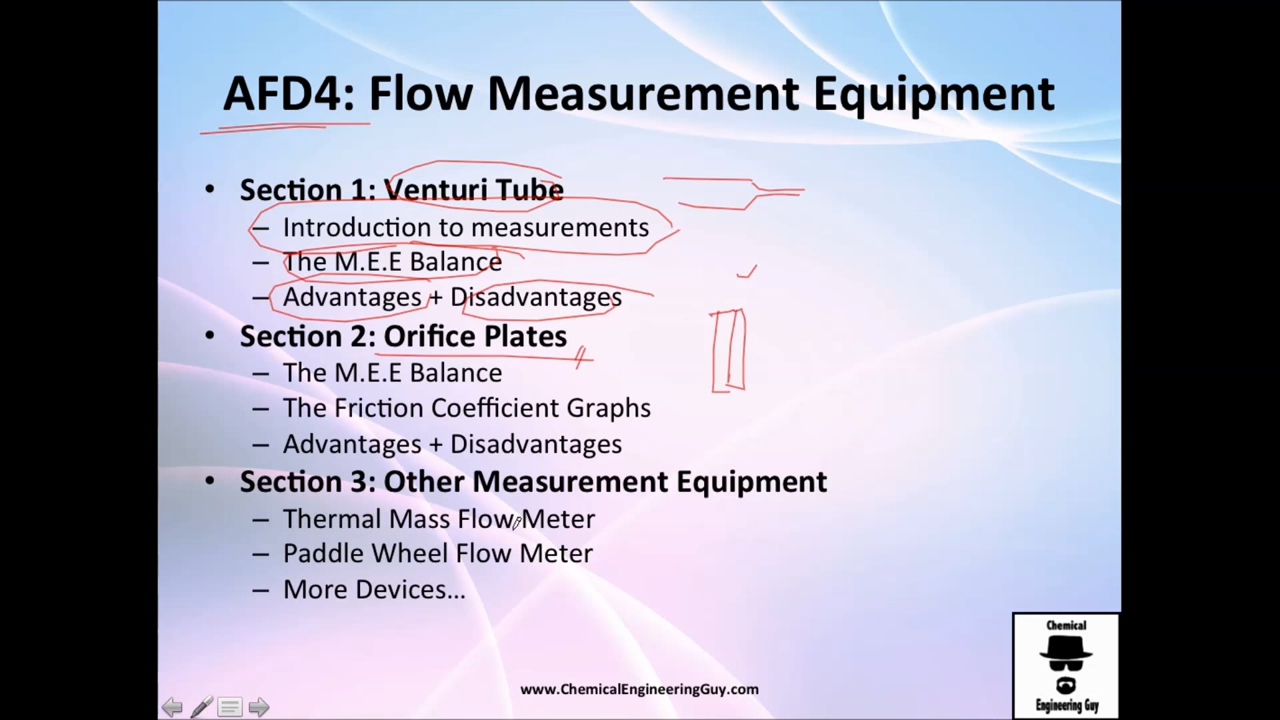 AFD4: Flow Measurement Equipment
• Section 1: Venturi Tube
– Introduction to measurements
– The M.E.E Balance
– Advantages + Disadvantages
• Section 2: Orifice Plates
– The M.E.E Balance
– The Friction Coefficient Graphs
– Advantages + Disadvantages
• Section 3: Other Measurement Equipment
– Thermal Mass Flow Meter
– Paddle Wheel Flow Meter
– More Devices...
www.ChemicalEngineeringGuy.com
Chemical
Engineering Guy